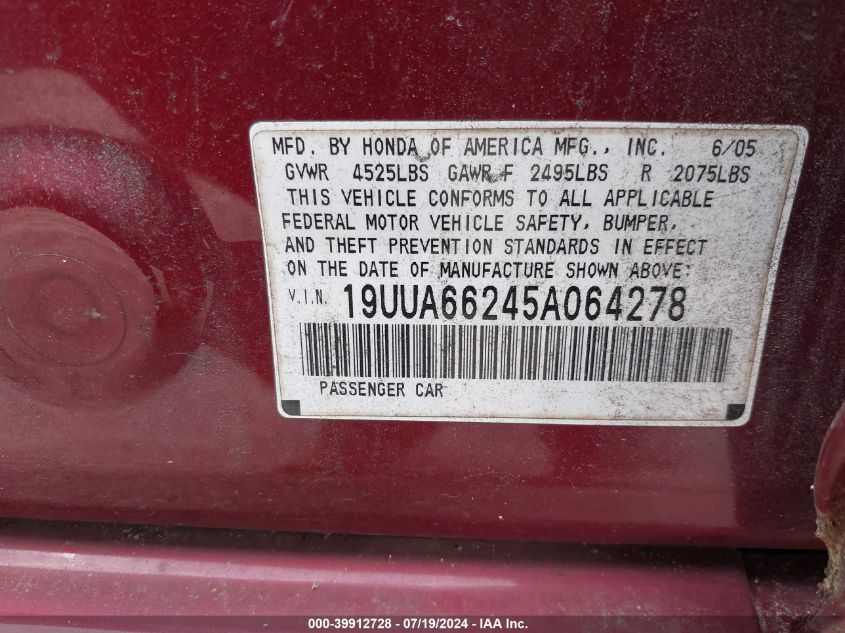 MFD. BY HONDA OF AMERICA MFG., INC. 6/05
GVWR 4525LBS GAWR F 2495LBS R 2075LBS
THIS VEHICLE CONFORMS TO ALL APPLICABLE
FEDERAL MOTOR VEHICLE SAFETY, BUMPER,
AND THEFT PREVENTION STANDARDS IN EFFECT
ON THE DATE OF MANUFACTURE SHOWN ABOVE:
V.I.N. 19UUA66245A064278
PASSENGER CAR
000-39912728 - 07/19/2024 - IAA Inc.